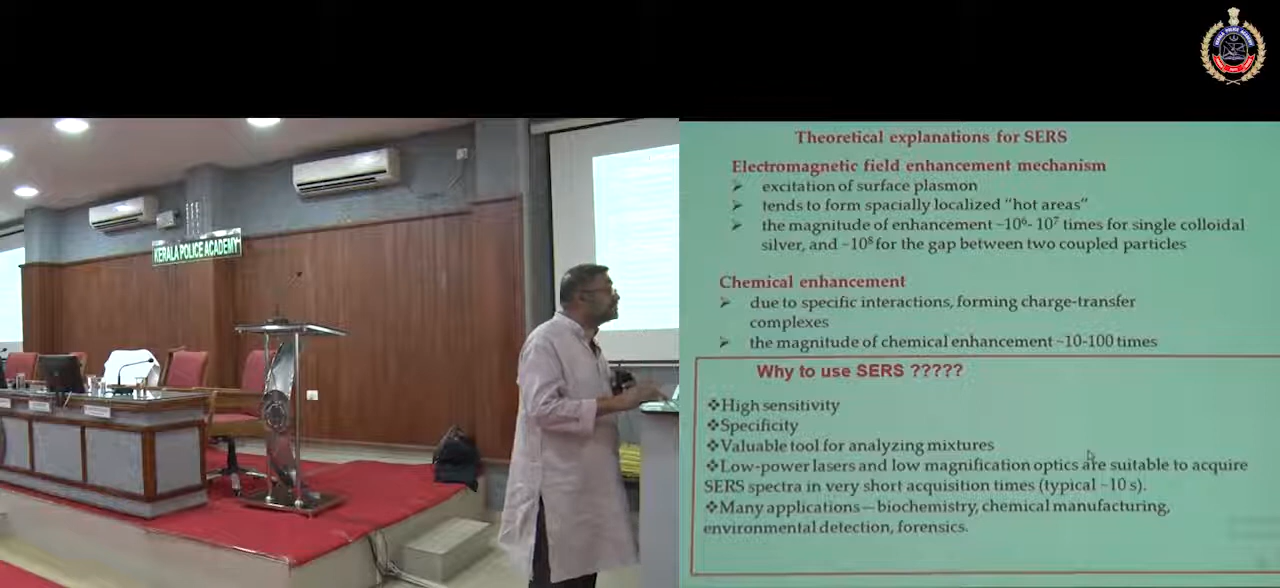 KERALA POLICE ACADEMY
Theoretical explanations for SERS
Electromagnetic field enhancement mechanism
➢ excitation of surface plasmon
➢ tends to form spacially localized “hot areas”
➢ the magnitude of enhancement ~10⁶- 10⁷ times for single colloidal
silver, and ~10⁸ for the gap between two coupled particles
Chemical enhancement
➢ due to specific interactions, forming charge-transfer
complexes
➢ the magnitude of chemical enhancement ~10-100 times
Why to use SERS ?????
❖High sensitivity
❖Specificity
❖Valuable tool for analyzing mixtures
❖Low-power lasers and low magnification optics are suitable to acquire
SERS spectra in very short acquisition times (typical ~10 s).
❖Many applications—biochemistry, chemical manufacturing,
environmental detection, forensics.